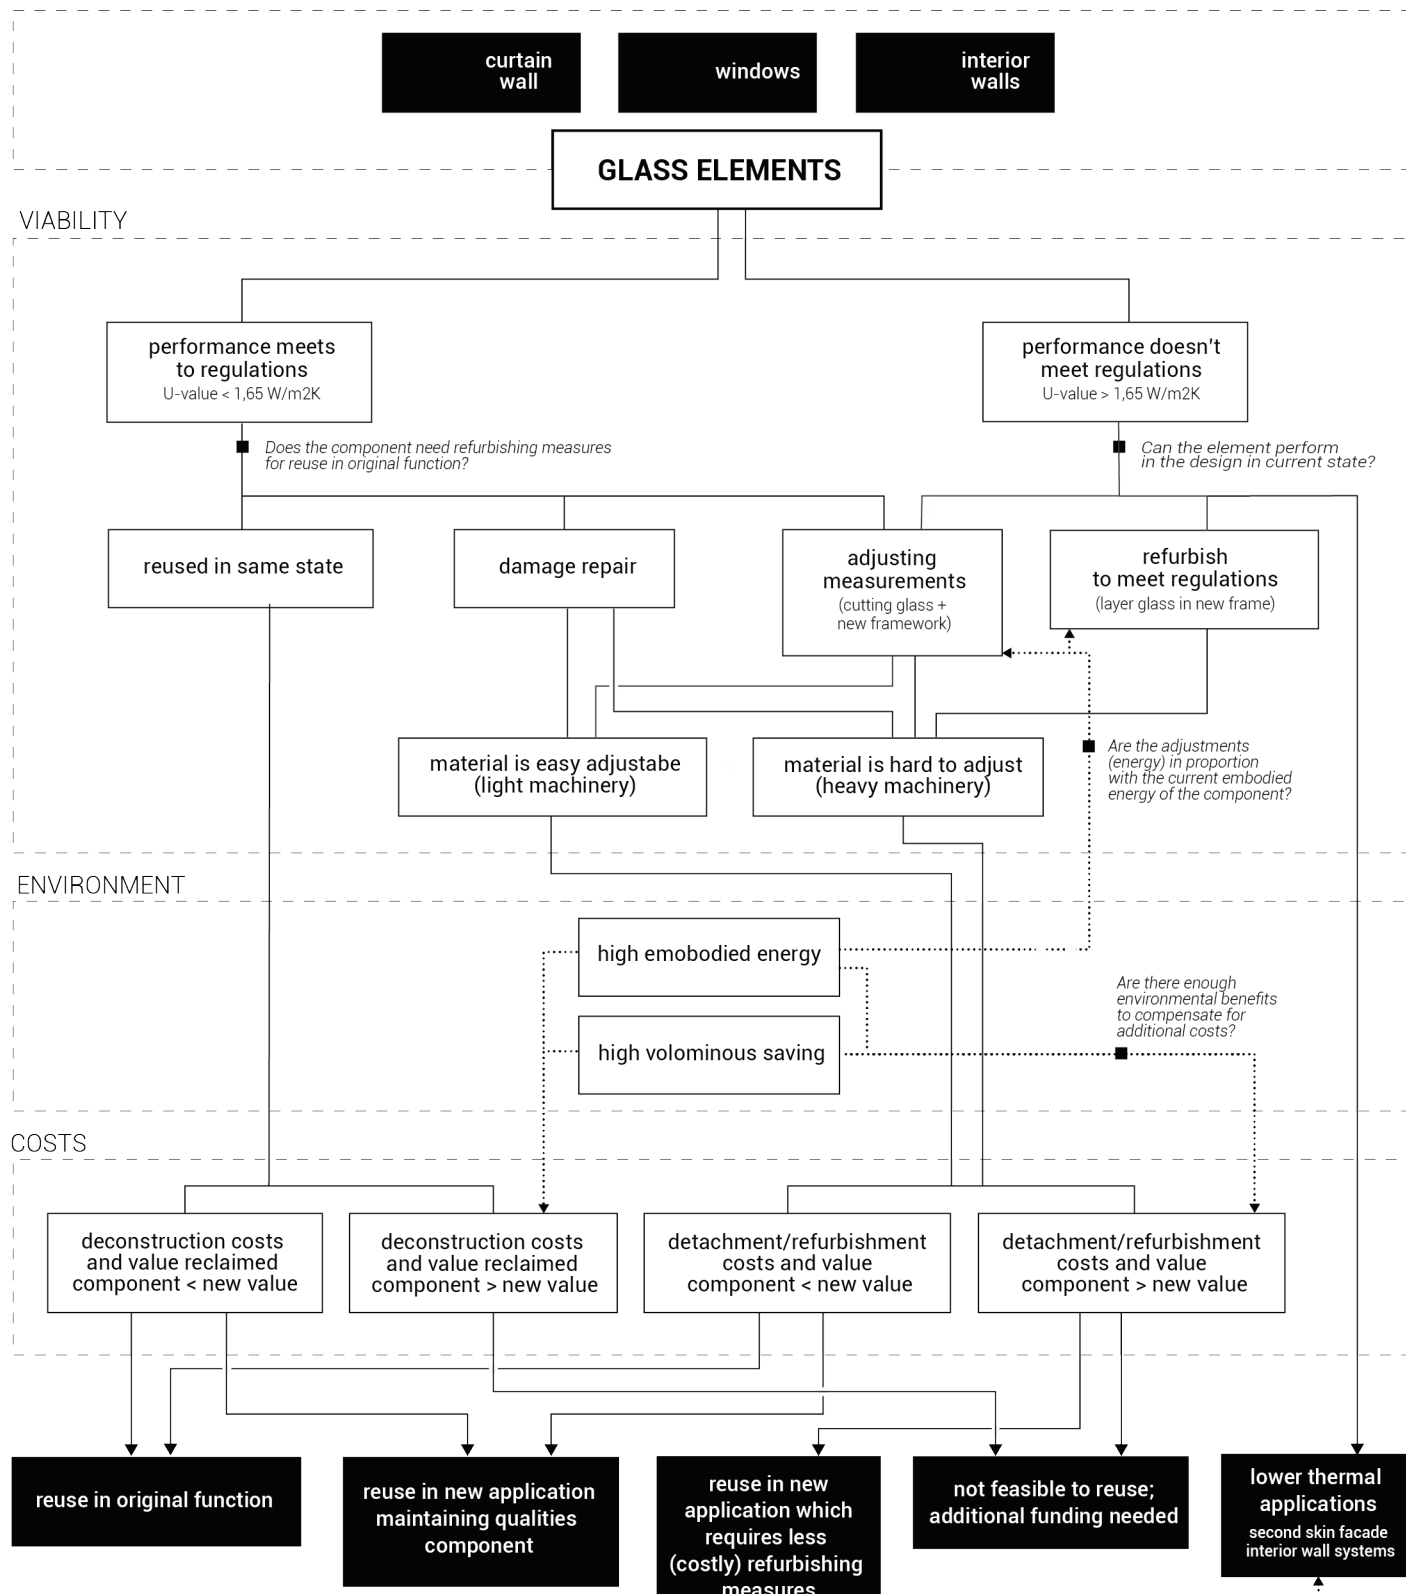 curtain
wall
windows
interior
walls
GLASS ELEMENTS
VIABILITY
performance meets
to regulations
U-value < 1,65 W/m2K
performance doesn't
meet regulations
U-value > 1,65 W/m2K
Does the component need refurbishing measures
for reuse in original function?
Can the element perform
in the design in current state?
reused in same state
damage repair
adjusting
measurements
(cutting glass +
new framework)
refurbish
to meet regulations
(layer glass in new frame)
material is easy adjustabe
(light machinery)
material is hard to adjust
(heavy machinery)
Are the adjustments
(energy) in proportion
with the current embodied
energy of the component?
ENVIRONMENT
high emobodied energy
high volominous saving
Are there enough
environmental benefits
to compensate for
additional costs?
COSTS
deconstruction costs
and value reclaimed
component < new value
deconstruction costs
and value reclaimed
component > new value
detachment/refurbishment
costs and value
component < new value
detachment/refurbishment
costs and value
component > new value
reuse in original function
reuse in new application
maintaining qualities
component
reuse in new
application which
requires less
(costly) refurbishing
measures
not feasible to reuse;
additional funding needed
lower thermal
applications
second skin facade
interior wall systems